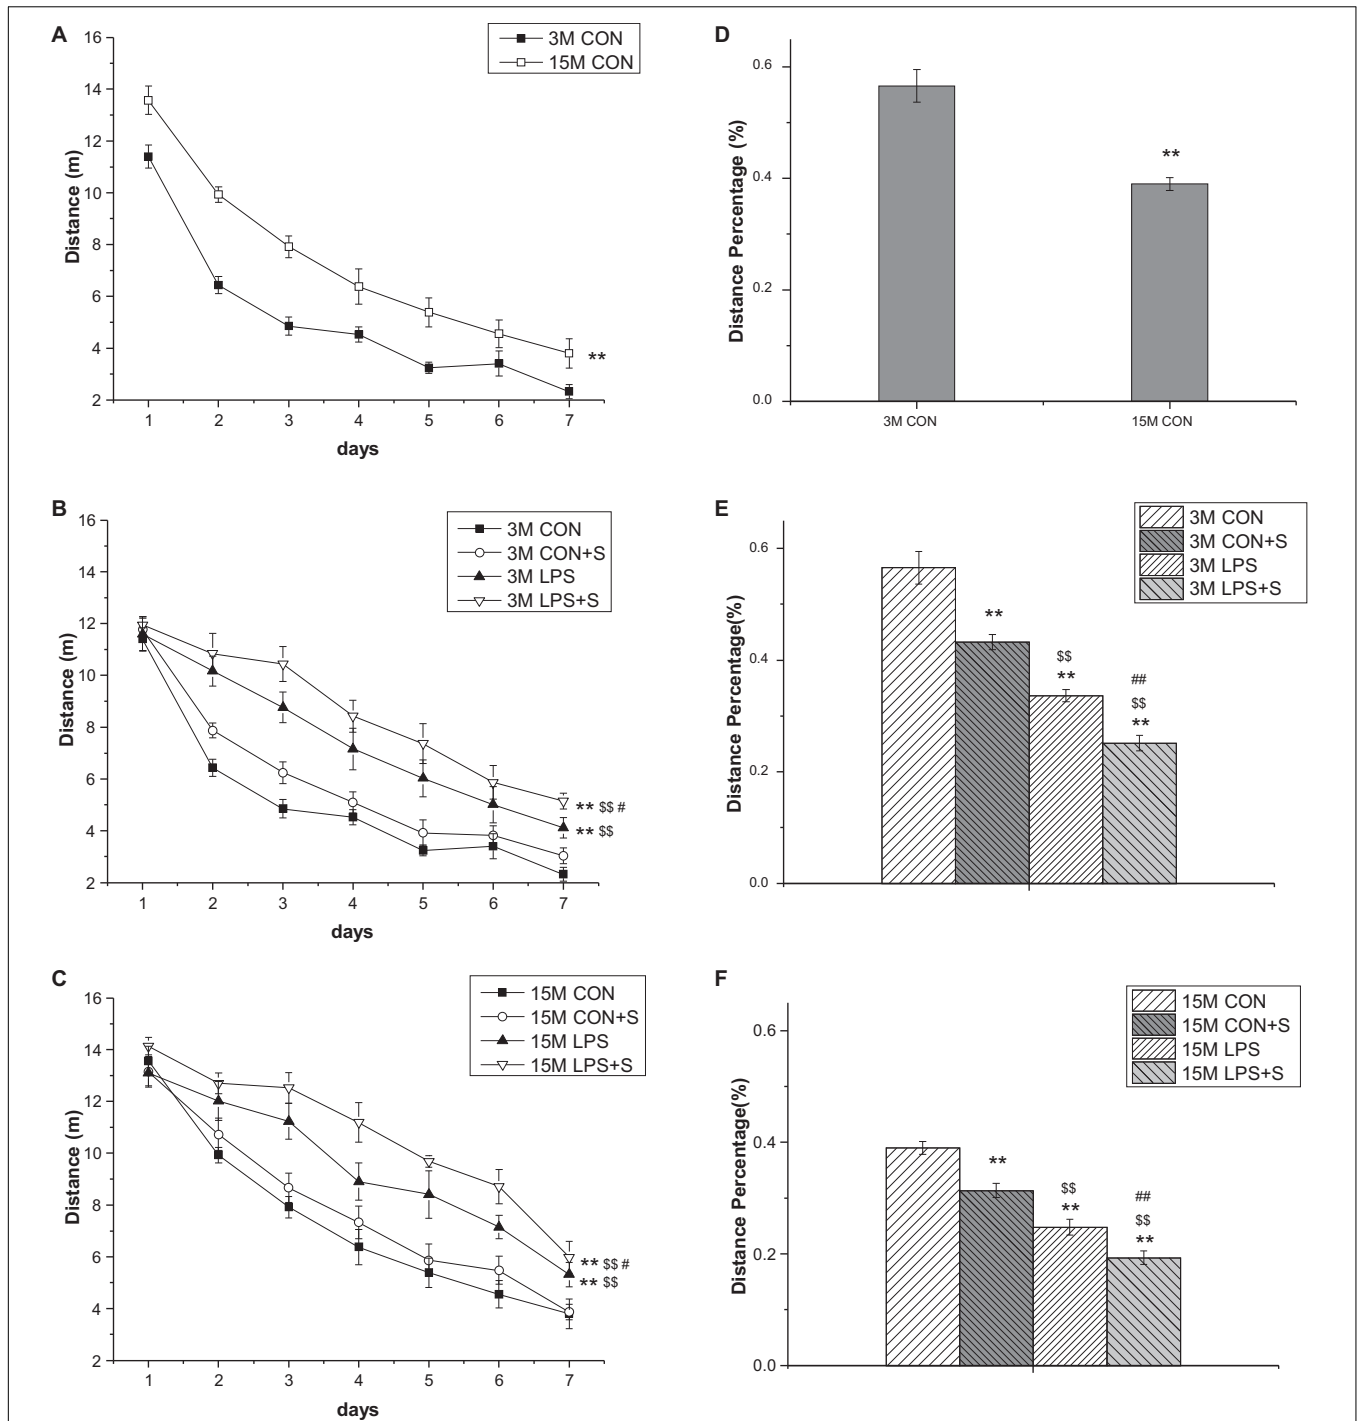 A
16
14
12
10
8
6
4
2
Distance (m)
3M CON
15M CON
**
1 2 3 4 5 6 7
days
D
0.6
0.4
0.2
0.0
Distance Percentage (%)
**
3M CON 15M CON
B
16
14
12
10
8
6
4
2
Distance (m)
3M CON
3M CON+S
3M LPS
3M LPS+S
** $$ #
** $$
1 2 3 4 5 6 7
days
E
0.6
0.4
0.2
0.0
Distance Percentage(%)
3M CON
3M CON+S
3M LPS
3M LPS+S
**
$$
**
##
$$
**
C
16
14
12
10
8
6
4
2
Distance (m)
15M CON
15M CON+S
15M LPS
15M LPS+S
** $$ #
** $$
1 2 3 4 5 6 7
days
F
0.6
0.4
0.2
0.0
Distance Percentage(%)
15M CON
15M CON+S
15M LPS
15M LPS+S
**
$$
**
##
$$
**